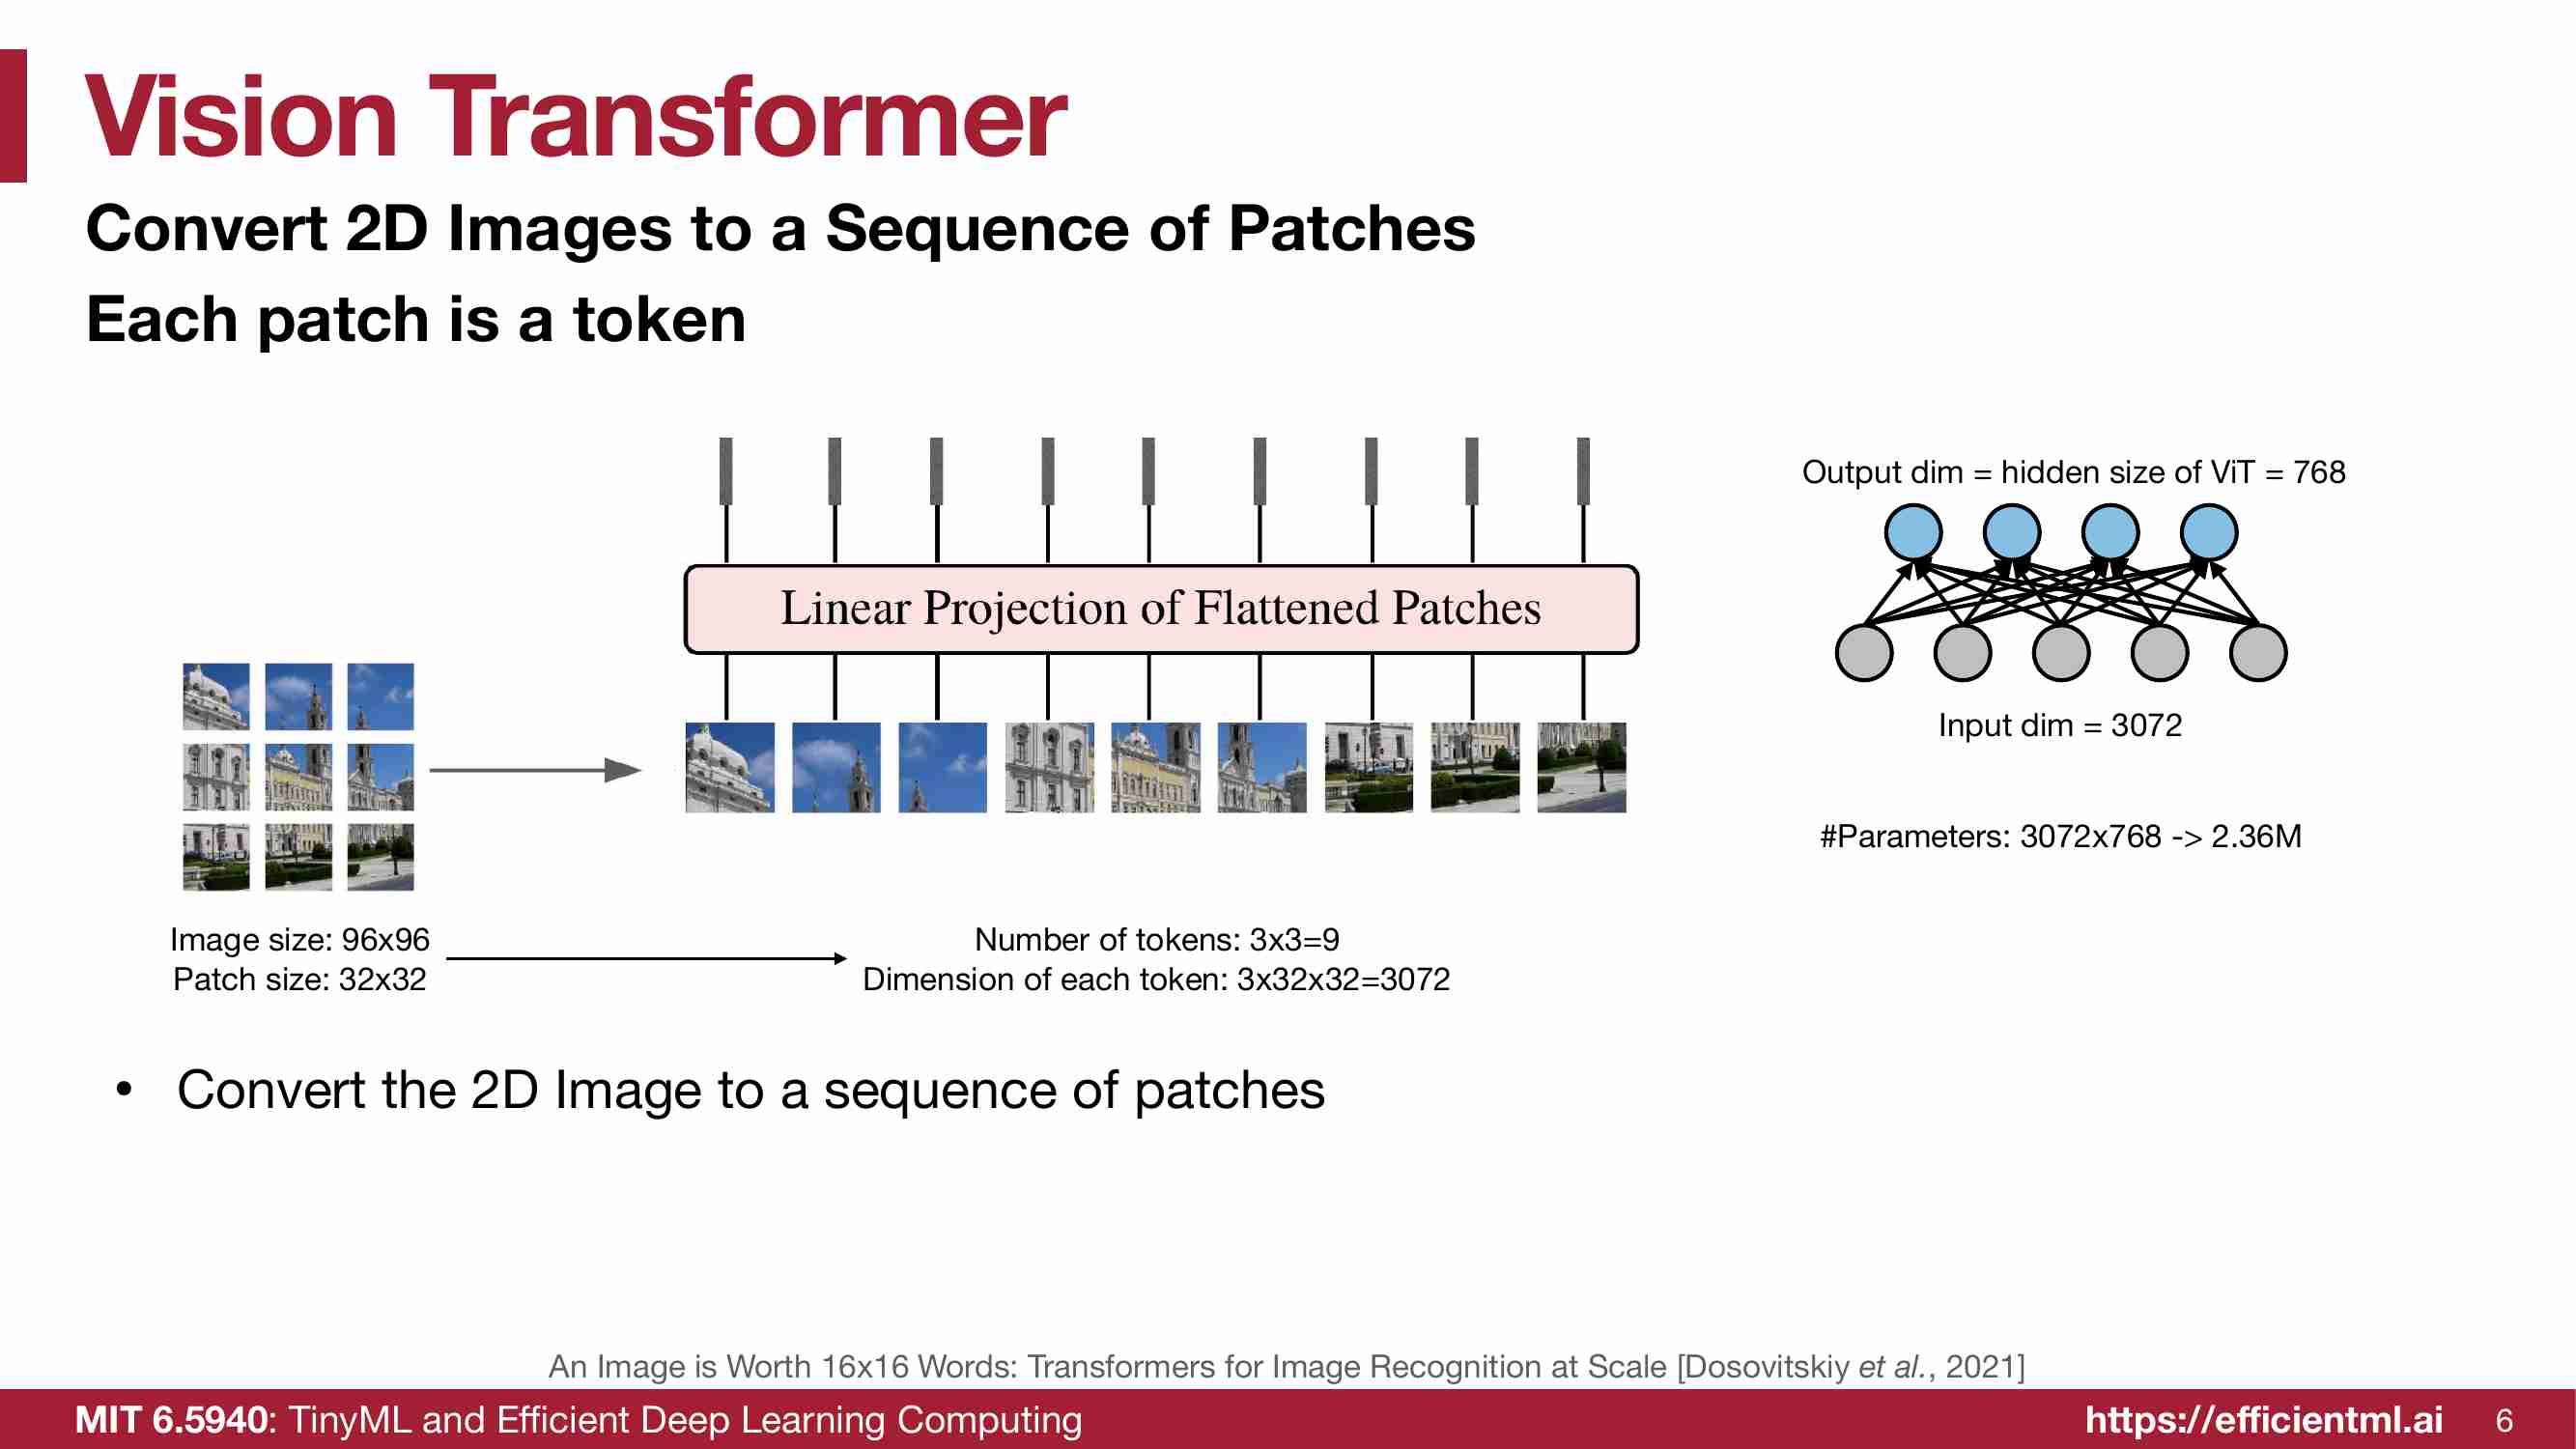 Vision Transformer
Convert 2D Images to a Sequence of Patches
Each patch is a token
Linear Projection of Flattened Patches
Image size: 96x96
Patch size: 32x32
Number of tokens: 3x3=9
Dimension of each token: 3x32x32=3072
Output dim = hidden size of ViT = 768
Input dim = 3072
#Parameters: 3072x768 -> 2.36M
• Convert the 2D Image to a sequence of patches
An Image is Worth 16x16 Words: Transformers for Image Recognition at Scale [Dosovitskiy et al., 2021]
MIT 6.5940: TinyML and Efficient Deep Learning Computing
https://efficientml.ai
6